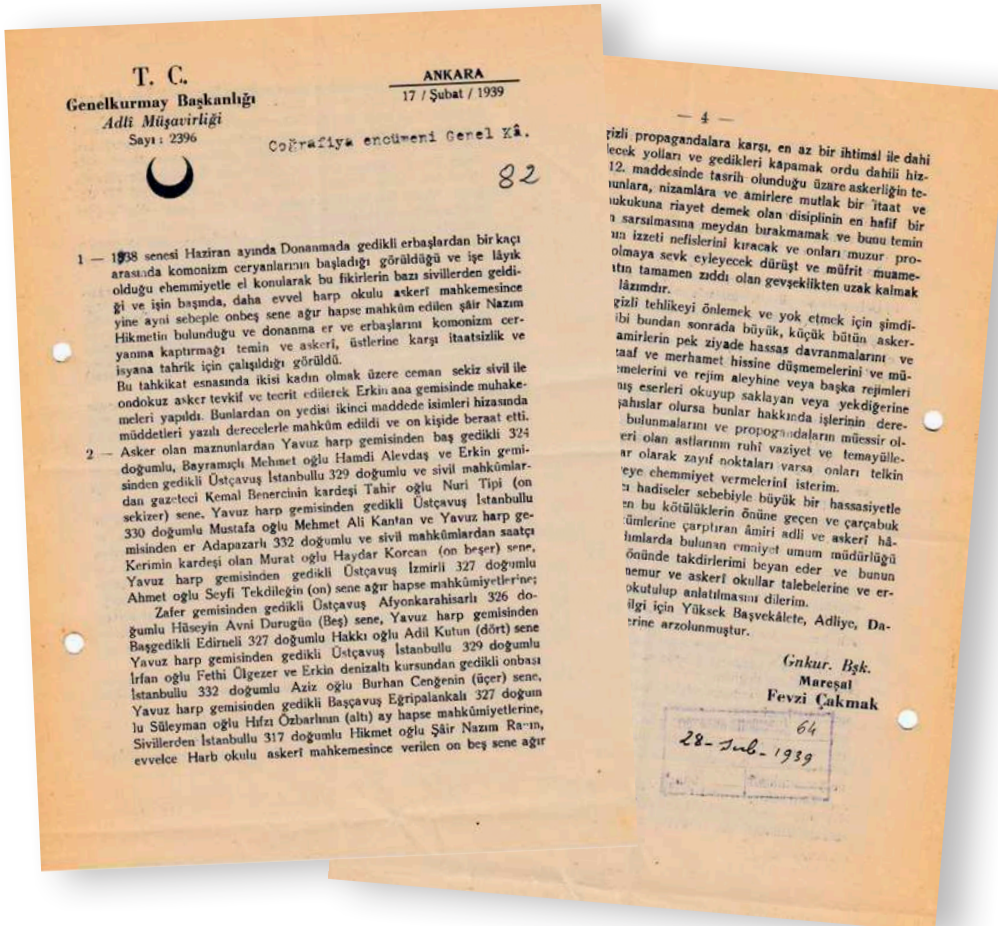 T. C.
Genelkurmay Başkanlığı
Adlî Müşavirliği
Sayı : 2396
ANKARA
17 / Şubat / 1939
Coğrafiya encümeni Genel Kâ.
82
1 — 1938 senesi Haziran ayında Donanmada gedikli erbaşlardan bir kaçı
arasında komonizm ceryanlarının başladığı görüldüğü ve işe lâyık
olduğu ehemmiyetle el konularak bu fikirlerin bazı sivillerden geldi-
ği ve işin başında, daha evvel harp okulu askerî mahkemesince
yine ayni sebeple onbeş sene ağır hapse mahkûm edilen şâir Nazım
Hikmetin bulunduğu ve donanma er ve erbaşlarını komonizm cer-
yanına kaptırmağı temin ve askerî, üstlerine karşı itaatsizlik ve
isyana tahrik için çalışıldığı görüldü.
Bu tahkikat esnasında ikisi kadın olmak üzere ceman sekiz sivil ile
ondokuz asker tevkif ve tecrit edilerek Erkin ana gemisinde muhake-
meleri yapıldı. Bunlardan on yedisi ikinci maddede isimleri hizasında
müddetleri yazılı derecelerle mahkûm edildi ve on kişide beraat etti.
2 — Asker olan maznunlardan Yavuz harp gemisinden baş gedikli 324
doğumlu, Bayramıçlı Mehmet oğlu Hamdi Alevdaş ve Erkin gemi-
sinden gedikli Üstçavuş İstanbullu 329 doğumlu ve sivil mahkûmlar-
dan gazeteci Kemal Benercinin kardeşi Tahir oğlu Nuri Tipi (on
sekizer) sene. Yavuz harp gemisinden gedikli Üstçavuş İstanbullu
330 doğumlu Mustafa oğlu Mehmet Ali Kantan ve Yavuz harp ge-
misinden er Adapazarlı 332 doğumlu ve sivil mahkûmlardan saatçı
Kerimin kardeşi olan Murat oğlu Haydar Korcan (on beşer) sene,
Yavuz harp gemisinden gedikli Üstçavuş İzmirli 327 doğumlu
Ahmet oğlu Seyfi Tekdileğin (on) sene ağır hapse mahkûmiyetlerine;
Zafer gemisinden gedikli Üstçavuş Afyonkarahisarlı 326 do-
ğumlu Hüseyin Avni Durugün (Beş) sene, Yavuz harp gemisinden
Başgedikli Edirneli 327 doğumlu Hakkı oğlu Adil Kutun (dört) sene
Yavuz harp gemisinden gedikli Üstçavuş İstanbullu 329 doğumlu
İrfan oğlu Fethi Ülgezer ve Erkin denizaltı kursundan gedikli onbaşı
İstanbullu 332 doğumlu Aziz oğlu Burhan Cenğenin (üçer) sene,
Yavuz harp gemisinden gedikli Başçavuş Eğripalankalı 327 doğum
lu Süleyman oğlu Hıfzı Özbarlının (altı) ay hapse mahkûmiyetlerine,
Sivillerden İstanbullu 317 doğumlu Hikmet oğlu Şâir Nazım
evvelce Harb okulu askerî mahkemesince verilen on beş sene ağır
— 4 —
gizli propagandalara karşı, en az bir ihtimal ile dahi
lecek yolları ve gedikleri kapamak ordu dahili hiz-
12. maddesinde tasrih olunduğu üzare askerliğin te-
nunlara, nizamlâra ve amirlere mutlak bir itaat ve
hukukuna riayet demek olan disiplinin en hafif bir
sarsılmasına meydan bırakmamak ve bunu temin
nın izzeti nefislerini kıracak ve onları muzur pro-
olmaya sevk eyleyecek dürüşt ve müfrit muame-
atın tamamen zıddı olan gevşeklikten uzak kalmak
lâzımdır.
gizli tehlikeyi önlemek ve yok etmek için şimdi-
ibi bundan sonrada büyük, küçük bütün asker-
amirlerin pek ziyade hassas davranmalarını ve
zaaf ve merhamet hissine düşmemelerini ve mü-
emelerini ve rejim aleyhine veya başka rejimleri
mış eserleri okuyup saklayan veya yekdiğerine
şahıslar olursa bunlar hakkında işlerinin dere-
bulunmalarını ve propogandaların müessir ol-
eri olan astlarının ruhî vaziyet ve temayülle-
ar olarak zayıf noktaları varsa onları telkin
reye ehemmiyet vermelerini isterim.
cı hadiseler sebebiyle büyük bir hassasiyetle
en bu kötülüklerin önüne geçen ve çarçabuk
ümlerine çarptıran âmiri adli ve askerî hâ-
dımlarda bulunan emniyet umum müdürlüğü
önünde takdirlerimi beyan eder ve bunun
memur ve askerî okullar talebelerine ve er-
okutulup anlatılmasını dilerim.
ilgi için Yüksek Başvekâlete, Adliye, Da-
erine arzolunmuştur.
Gnkur. Bşk.
Mareşal
Fevzi Çakmak
64
28 - Şub - 1939